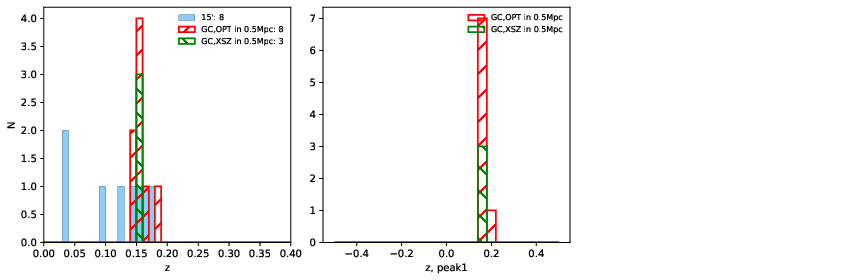 4.0
3.5
3.0
2.5
2.0
1.5
1.0
0.5
0.0
N
0.00 0.05 0.10 0.15 0.20 0.25 0.30 0.35 0.40
z
15': 8
GC,OPT in 0.5Mpc: 8
GC,XSZ in 0.5Mpc: 3
7
6
5
4
3
2
1
0
−0.4 −0.2 0.0 0.2 0.4
z, peak1
GC,OPT in 0.5Mpc
GC,XSZ in 0.5Mpc